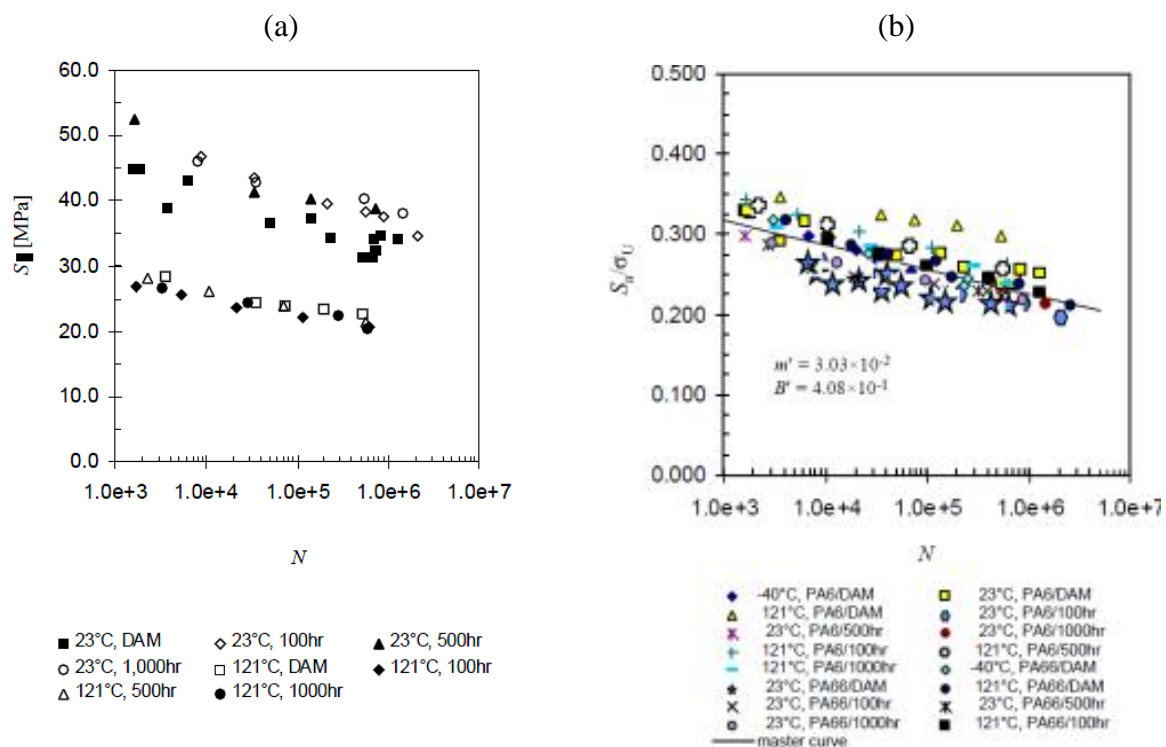 (a)
(b)
60.0
50.0
40.0
30.0
20.0
10.0
0.0
S [MPa]
1.0e+3 1.0e+4 1.0e+5 1.0e+6 1.0e+7
N
23°C, DAM 23°C, 100hr 23°C, 500hr
23°C, 1,000hr 121°C, DAM 121°C, 100hr
121°C, 500hr 121°C, 1000hr
0.500
0.400
0.300
0.200
0.100
0.000
Sa/σU
m' = 3.03×10⁻²
B' = 4.08×10⁻¹
1.0e+3 1.0e+4 1.0e+5 1.0e+6 1.0e+7
N
-40°C, PA6/DAM 23°C, PA6/DAM
121°C, PA6/DAM 23°C, PA6/100hr
23°C, PA6/500hr 23°C, PA6/1000hr
121°C, PA6/100hr 121°C, PA6/500hr
121°C, PA6/1000hr -40°C, PA66/DAM
23°C, PA66/DAM 121°C, PA66/DAM
23°C, PA66/100hr 23°C, PA66/500hr
23°C, PA66/1000hr 121°C, PA66/100hr
master curve